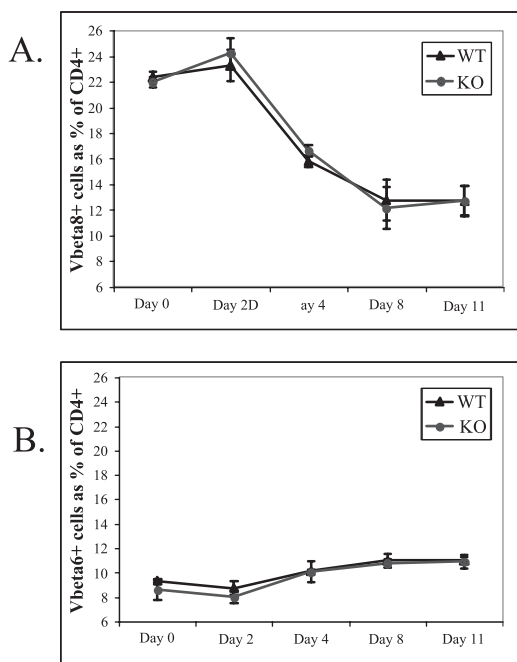 A.
Vbeta8+ cells as % of CD4+
26
24
22
20
18
16
14
12
10
8
6
WT
KO
Day 0 Day 2D ay 4 Day 8 Day 11
B.
Vbeta6+ cells as % of CD4+
26
24
22
20
18
16
14
12
10
8
6
WT
KO
Day 0 Day 2 Day 4 Day 8 Day 11